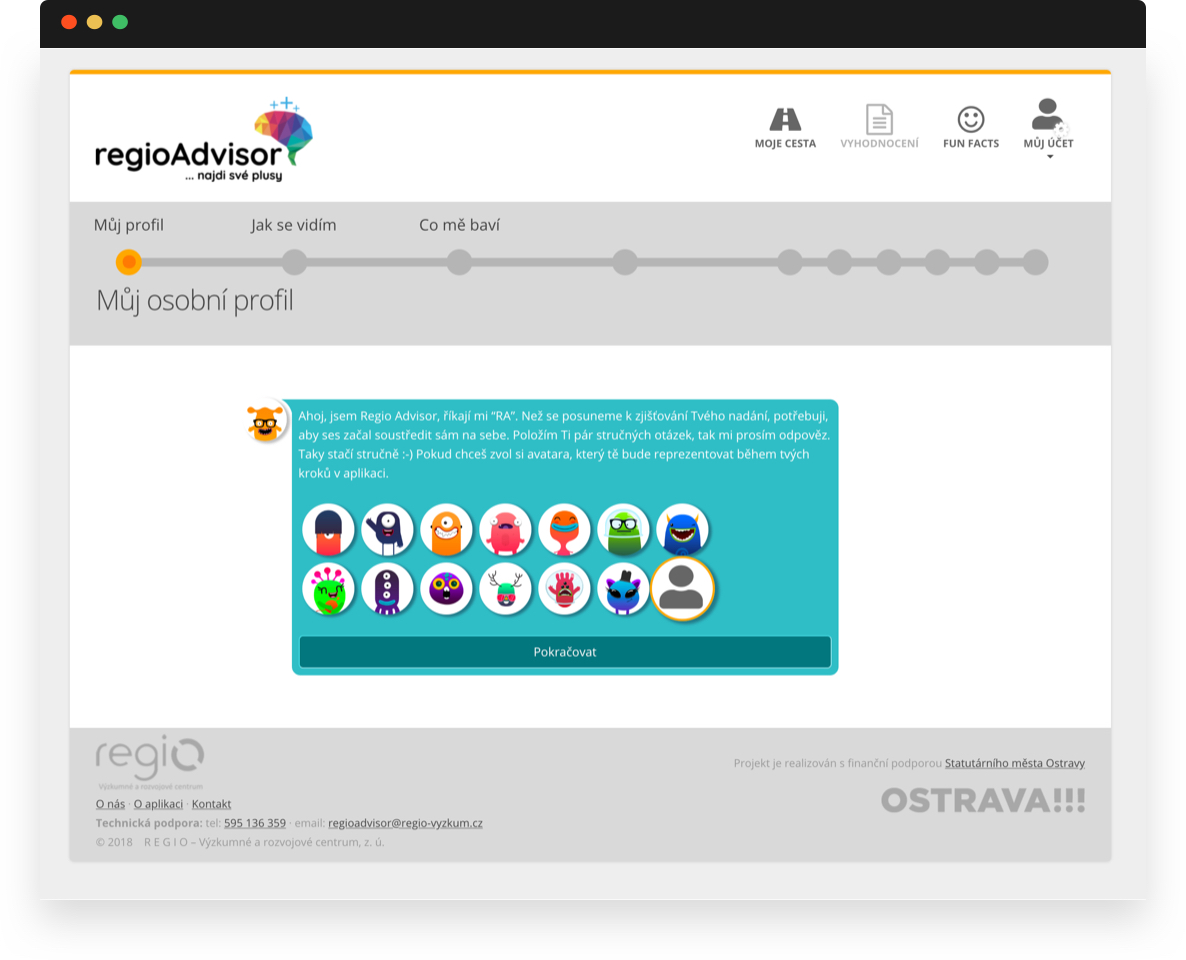 regioAdvisor
... najdi své plusy
MOJE CESTA
VYHODNOCENÍ
FUN FACTS
MŮJ ÚČET
Můj profil
Jak se vidím
Co mě baví
Můj osobní profil
Ahoj, jsem Regio Advisor, říkají mi “RA”. Než se posuneme k zjišťování Tvého nadání, potřebuji,
aby ses začal soustředit sám na sebe. Položím Ti pár stručných otázek, tak mi prosím odpověz.
Taky stačí stručně :-) Pokud chceš zvol si avatara, který tě bude reprezentovat během tvých
kroků v aplikaci.
Pokračovat
regio
Výzkumné a rozvojové centrum
O nás · O aplikaci · Kontakt
Technická podpora: tel: 595 136 359 · email: regioadvisor@regio-vyzkum.cz
© 2018 R E G I O – Výzkumné a rozvojové centrum, z. ú.
Projekt je realizován s finanční podporou Statutárního města Ostravy
OSTRAVA!!!